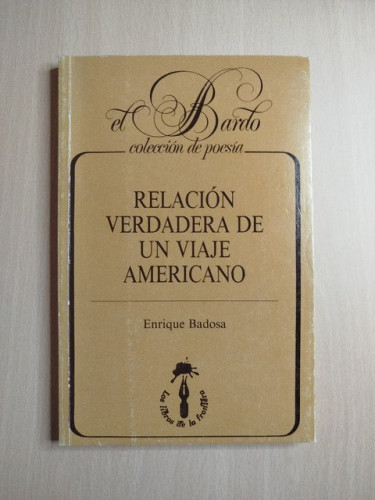 el Bardo
colección de poesía
RELACIÓN
VERDADERA DE
UN VIAJE
AMERICANO
Enrique Badosa
Los libros de la frontera